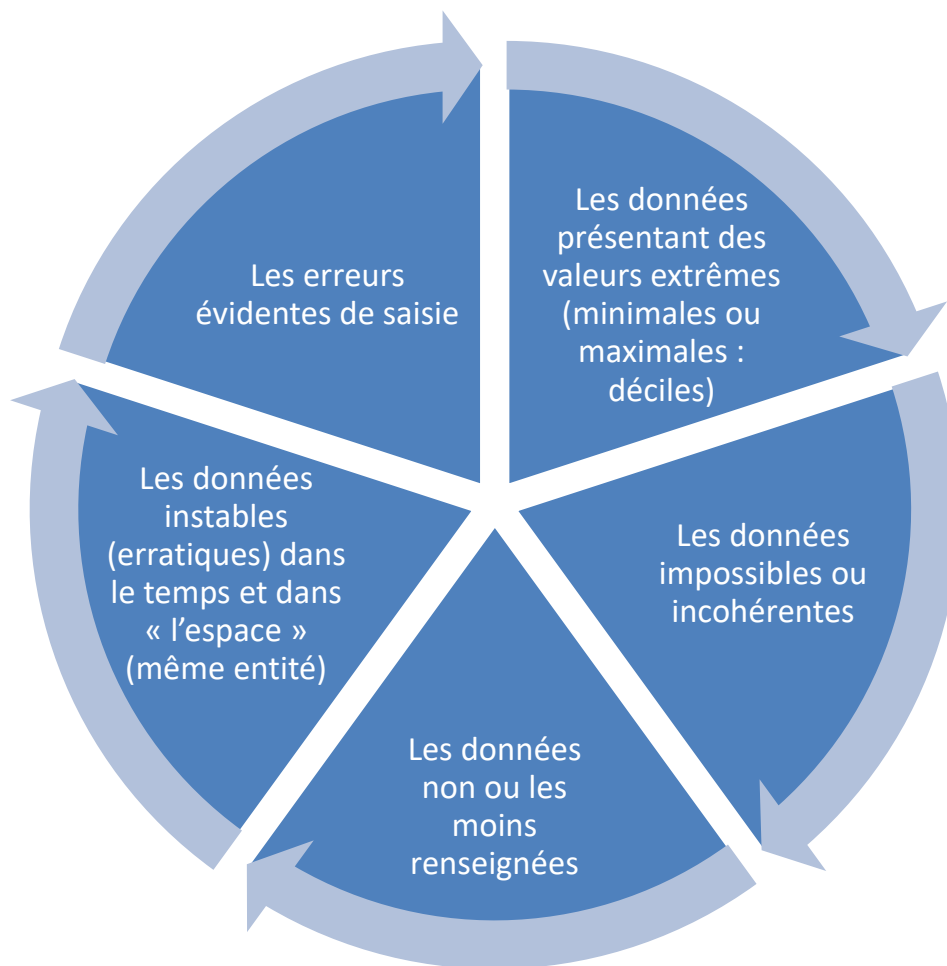 Les données
présentant des
valeurs extrêmes
(minimales ou
maximales :
déciles)
Les données
impossibles ou
incohérentes
Les données
non ou les
moins
renseignées
Les données
instables
(erratiques) dans
le temps et dans
« l’espace »
(même entité)
Les erreurs
évidentes de saisie